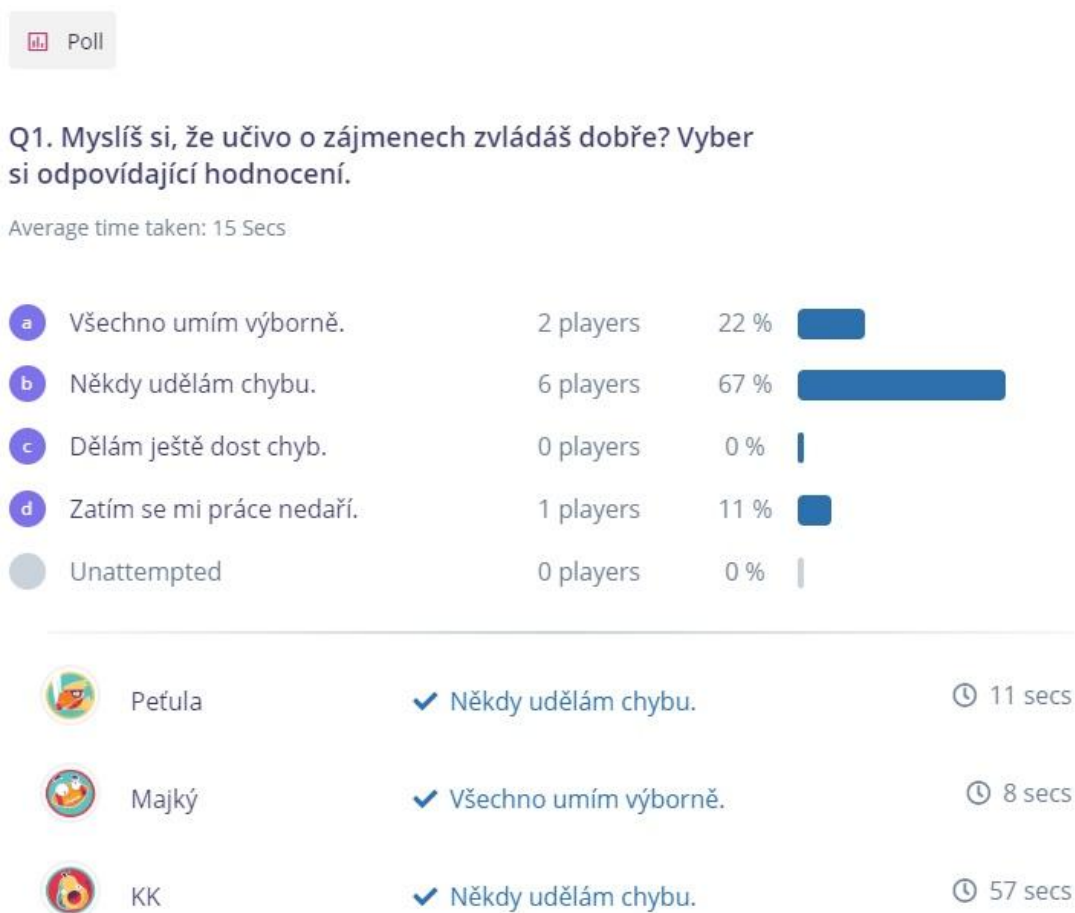 Poll
Q1. Myslíš si, že učivo o zájmenech zvládáš dobře? Vyber
si odpovídající hodnocení.
Average time taken: 15 Secs
a Všechno umím výborně. 2 players 22 %
b Někdy udělám chybu. 6 players 67 %
c Dělám ještě dost chyb. 0 players 0 %
d Zatím se mi práce nedaří. 1 players 11 %
Unattempted 0 players 0 %
Peťula Někdy udělám chybu. 11 secs
Majký Všechno umím výborně. 8 secs
KK Někdy udělám chybu. 57 secs